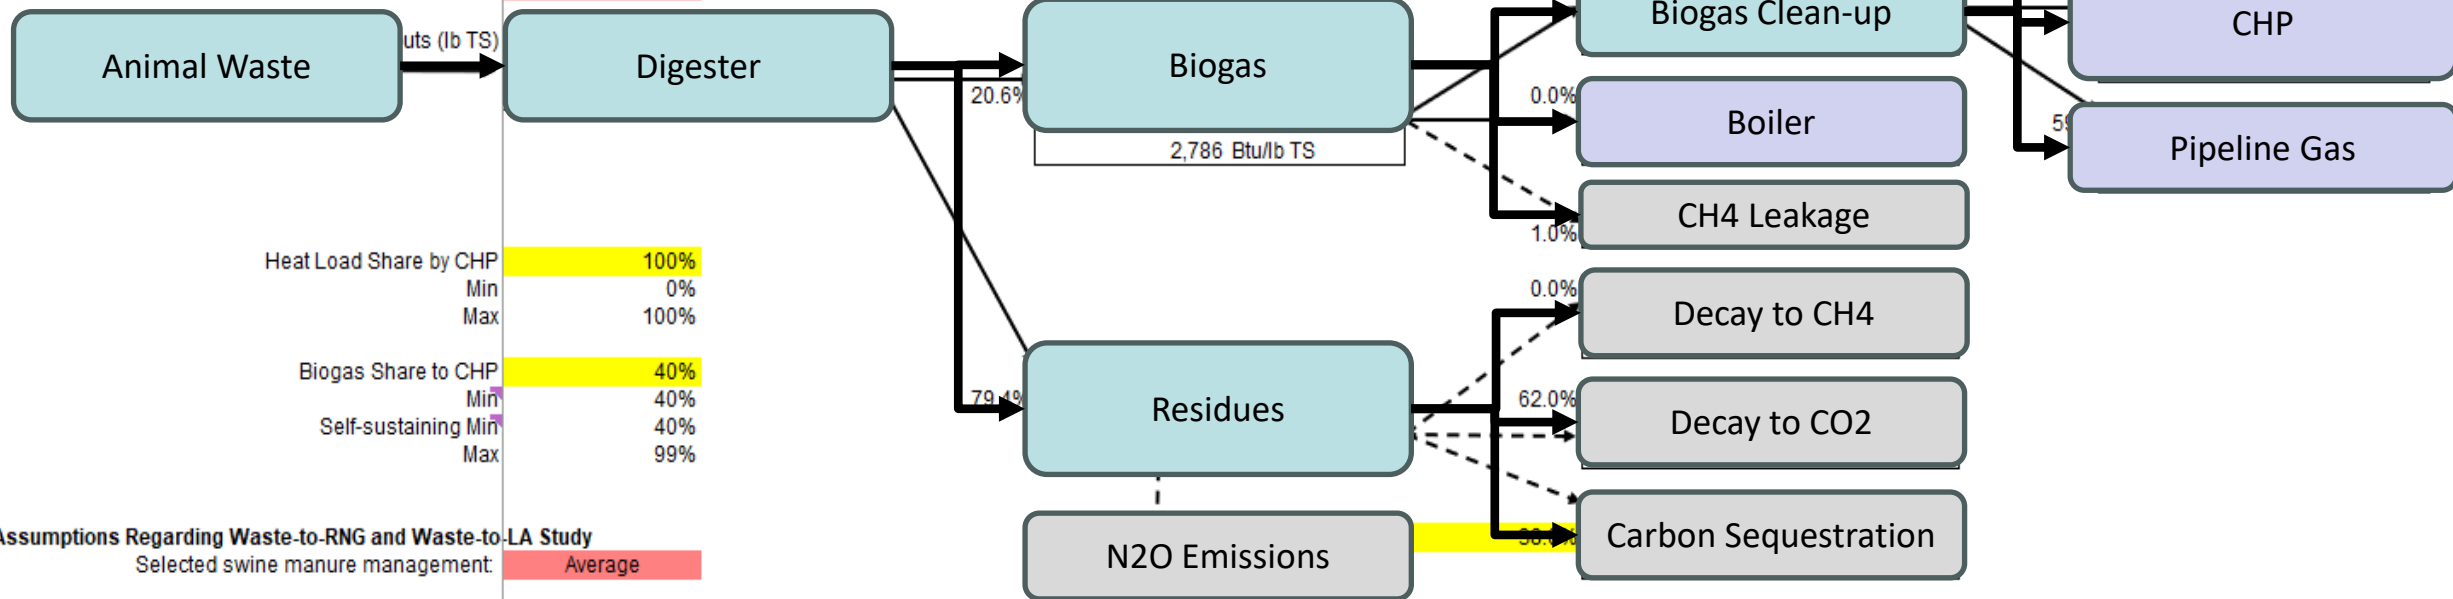 Biogas Clean-up
CHP
uts (lb TS)
Animal Waste
Digester
Biogas
20.6%
0.0%
Boiler
59
Pipeline Gas
2,786 Btu/lb TS
CH4 Leakage
1.0%
Heat Load Share by CHP 100%
Min 0%
Max 100%
0.0%
Decay to CH4
Biogas Share to CHP 40%
Min 40%
Self-sustaining Min 40%
Max 99%
79.4%
Residues
62.0%
Decay to CO2
Assumptions Regarding Waste-to-RNG and Waste-to-LA Study
Selected swine manure management: Average
N2O Emissions
Carbon Sequestration